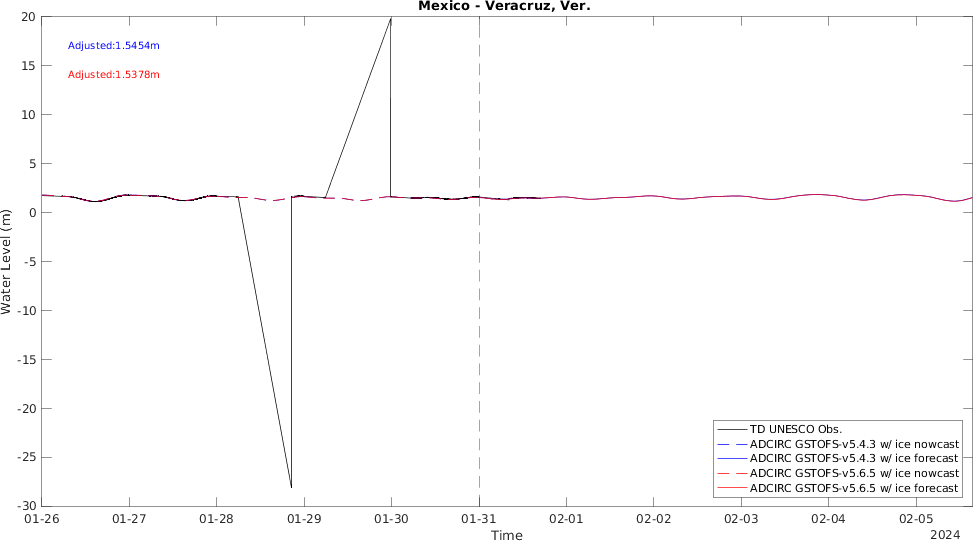 Mexico - Veracruz, Ver.
20
15
10
5
0
-5
-10
-15
-20
-25
-30
Water Level (m)
Adjusted:1.5454m
Adjusted:1.5378m
TD UNESCO Obs.
ADCIRC GSTOFS-v5.4.3 w/ ice nowcast
ADCIRC GSTOFS-v5.4.3 w/ ice forecast
ADCIRC GSTOFS-v5.6.5 w/ ice nowcast
ADCIRC GSTOFS-v5.6.5 w/ ice forecast
01-26 01-27 01-28 01-29 01-30 01-31 02-01 02-02 02-03 02-04 02-05
Time
2024